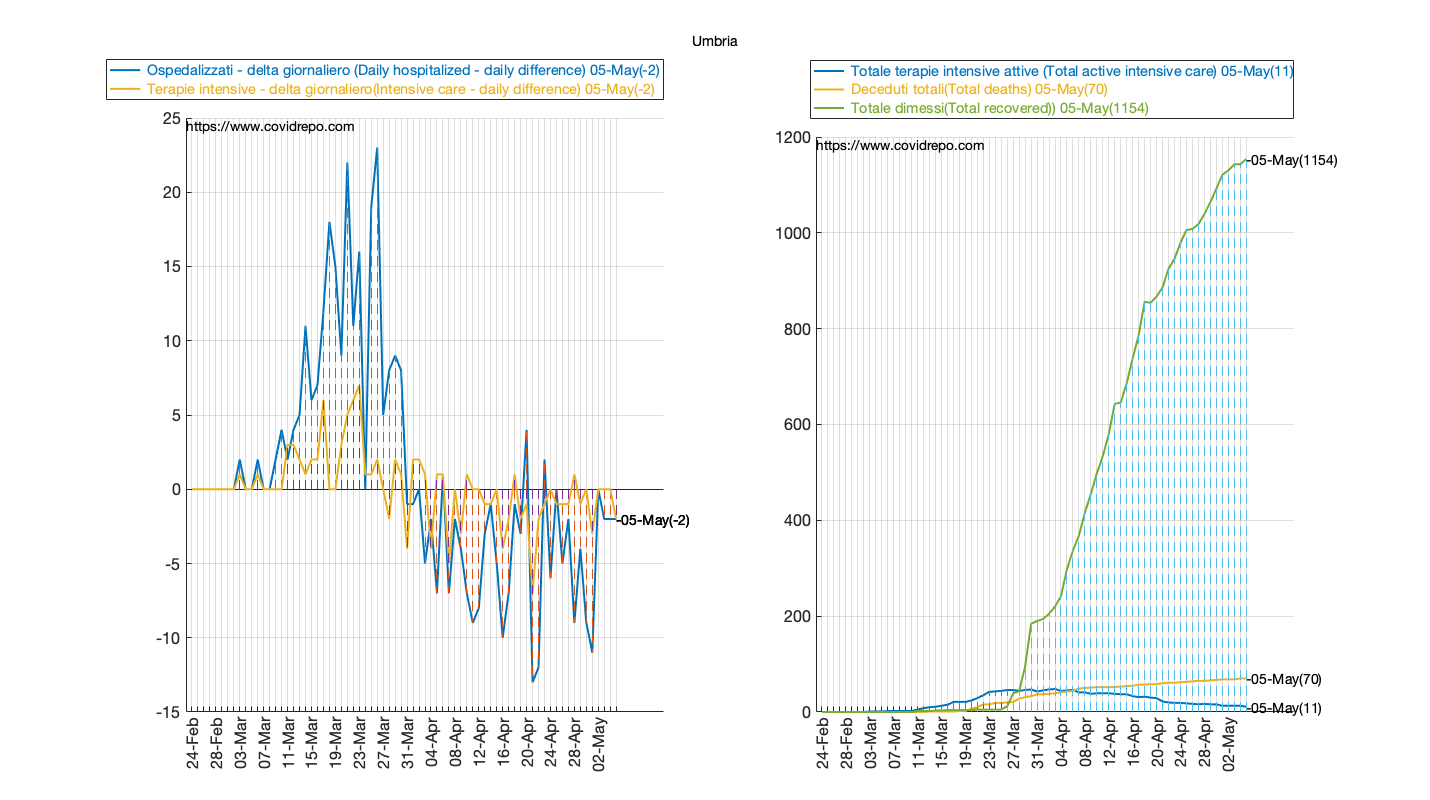 Umbria
Ospedalizzati - delta giornaliero (Daily hospitalized - daily difference) 05-May(-2)
Terapie intensive - delta giornaliero(Intensive care - daily difference) 05-May(-2)
https://www.covidrepo.com
25
20
15
10
5
0
-5
-10
-15
-05-May(-2)
24-Feb
28-Feb
03-Mar
07-Mar
11-Mar
15-Mar
19-Mar
23-Mar
27-Mar
31-Mar
04-Apr
08-Apr
12-Apr
16-Apr
20-Apr
24-Apr
28-Apr
02-May
Totale terapie intensive attive (Total active intensive care) 05-May(11)
Deceduti totali(Total deaths) 05-May(70)
Totale dimessi(Total recovered)) 05-May(1154)
https://www.covidrepo.com
1200
1000
800
600
400
200
0
-05-May(1154)
-05-May(70)
-05-May(11)
24-Feb
28-Feb
03-Mar
07-Mar
11-Mar
15-Mar
19-Mar
23-Mar
27-Mar
31-Mar
04-Apr
08-Apr
12-Apr
16-Apr
20-Apr
24-Apr
28-Apr
02-May